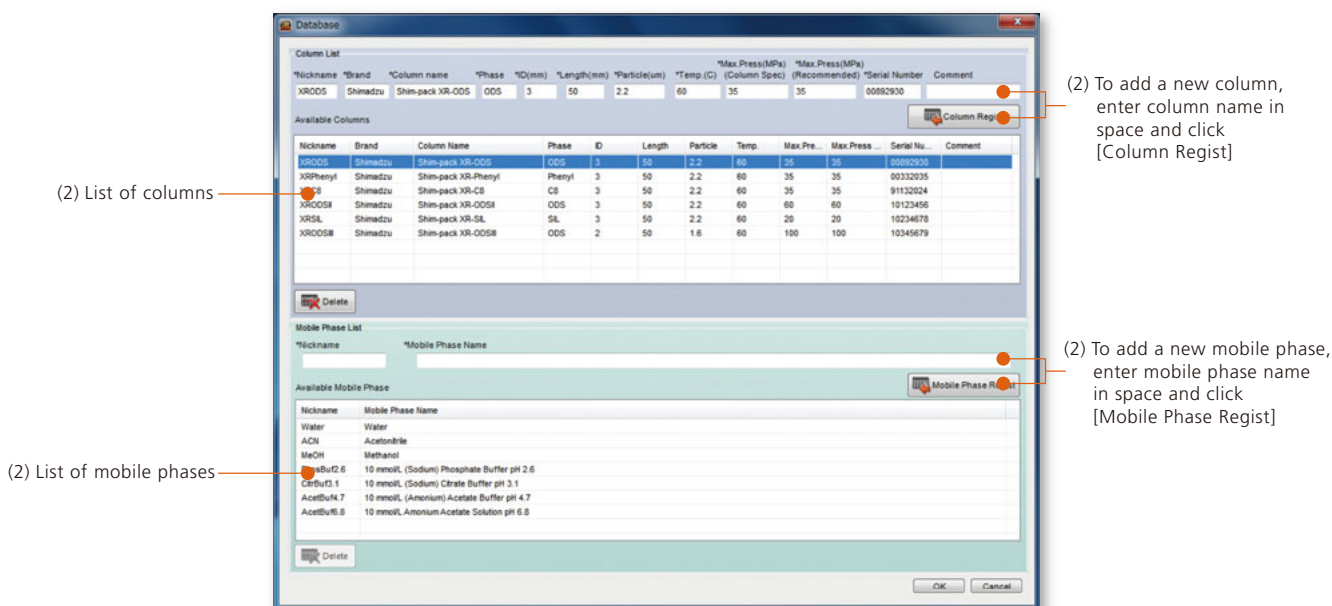 Database
Column List
*Max.Press(MPa) *Max.Press(MPa)
*Nickname *Brand *Column name *Phase *ID(mm) *Length(mm) *Particle(um) *Temp.(C) (Column Spec) (Recommended) *Serial Number Comment
XRODS Shimadzu Shim-pack XR-ODS ODS 3 50 2.2 60 35 35 00892930
(2) To add a new column,
enter column name in
space and click
[Column Regist]
Available Columns
Column Regist
Nickname Brand Column Name Phase ID Length Particle Temp. Max.Pre... Max.Press ... Serial Nu... Comment
XRODS Shimadzu Shim-pack XR-ODS ODS 3 50 2.2 60 35 35 00892930
XRPhenyl Shimadzu Shim-pack XR-Phenyl Phenyl 3 50 2.2 60 35 35 00332035
Shimadzu Shim-pack XR-C8 C8 3 50 2.2 60 35 35 91132024
XRODSII Shimadzu Shim-pack XR-ODSII ODS 3 50 2.2 60 60 60 10123456
XRSIL Shimadzu Shim-pack XR-SIL SIL 3 50 2.2 60 20 20 10234678
XRODSIII Shimadzu Shim-pack XR-ODSIII ODS 2 50 1.6 60 100 100 10345679
(2) List of columns
Delete
Mobile Phase List
*Nickname *Mobile Phase Name
(2) To add a new mobile phase,
enter mobile phase name
in space and click
[Mobile Phase Regist]
Available Mobile Phase
Mobile Phase Regist
Nickname Mobile Phase Name
Water Water
ACN Acetonitrile
MeOH Methanol
10 mmol/L (Sodium) Phosphate Buffer pH 2.6
CitrBuf3.1 10 mmol/L (Sodium) Citrate Buffer pH 3.1
AcetBuf4.7 10 mmol/L (Amonium) Acetate Buffer pH 4.7
AcetBuf6.8 10 mmol/L Amonium Acetate Solution pH 6.8
(2) List of mobile phases
Delete
OK Cancel